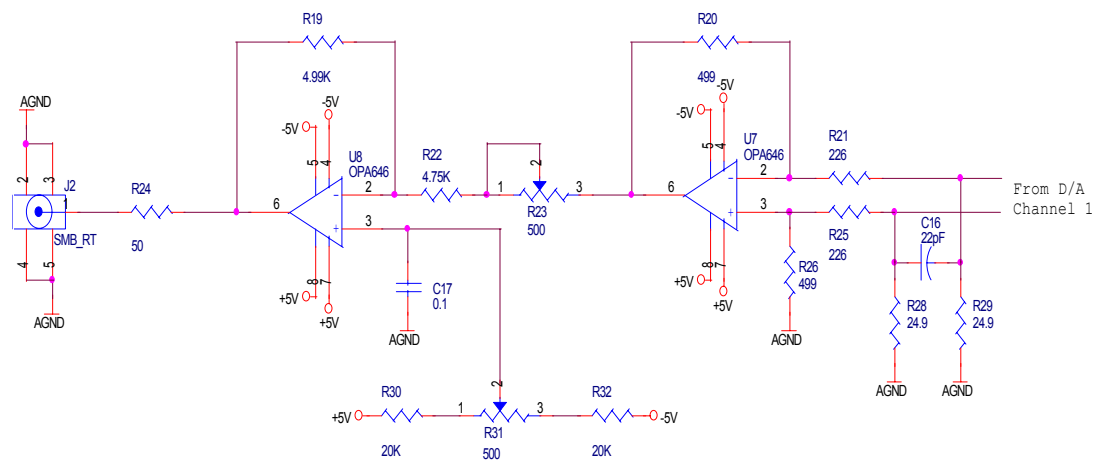 R19
4.99K
R20
499
AGND
-5V
-5V
-5V
-5V
5
4
5
4
U8
OPA646
U7
OPA646
R22
4.75K
R21
226
2
3
J2
1
SMB_RT
R24
50
6
2
3
1
2
3
R23
500
6
2
3
From D/A
Channel 1
R25
226
C16
22pF
4
5
AGND
+5V
+5V
8
7
C17
0.1
AGND
+5V
+5V
8
7
R26
499
AGND
R28
24.9
R29
24.9
AGND
AGND
+5V
R30
20K
1
2
3
R31
500
R32
20K
-5V